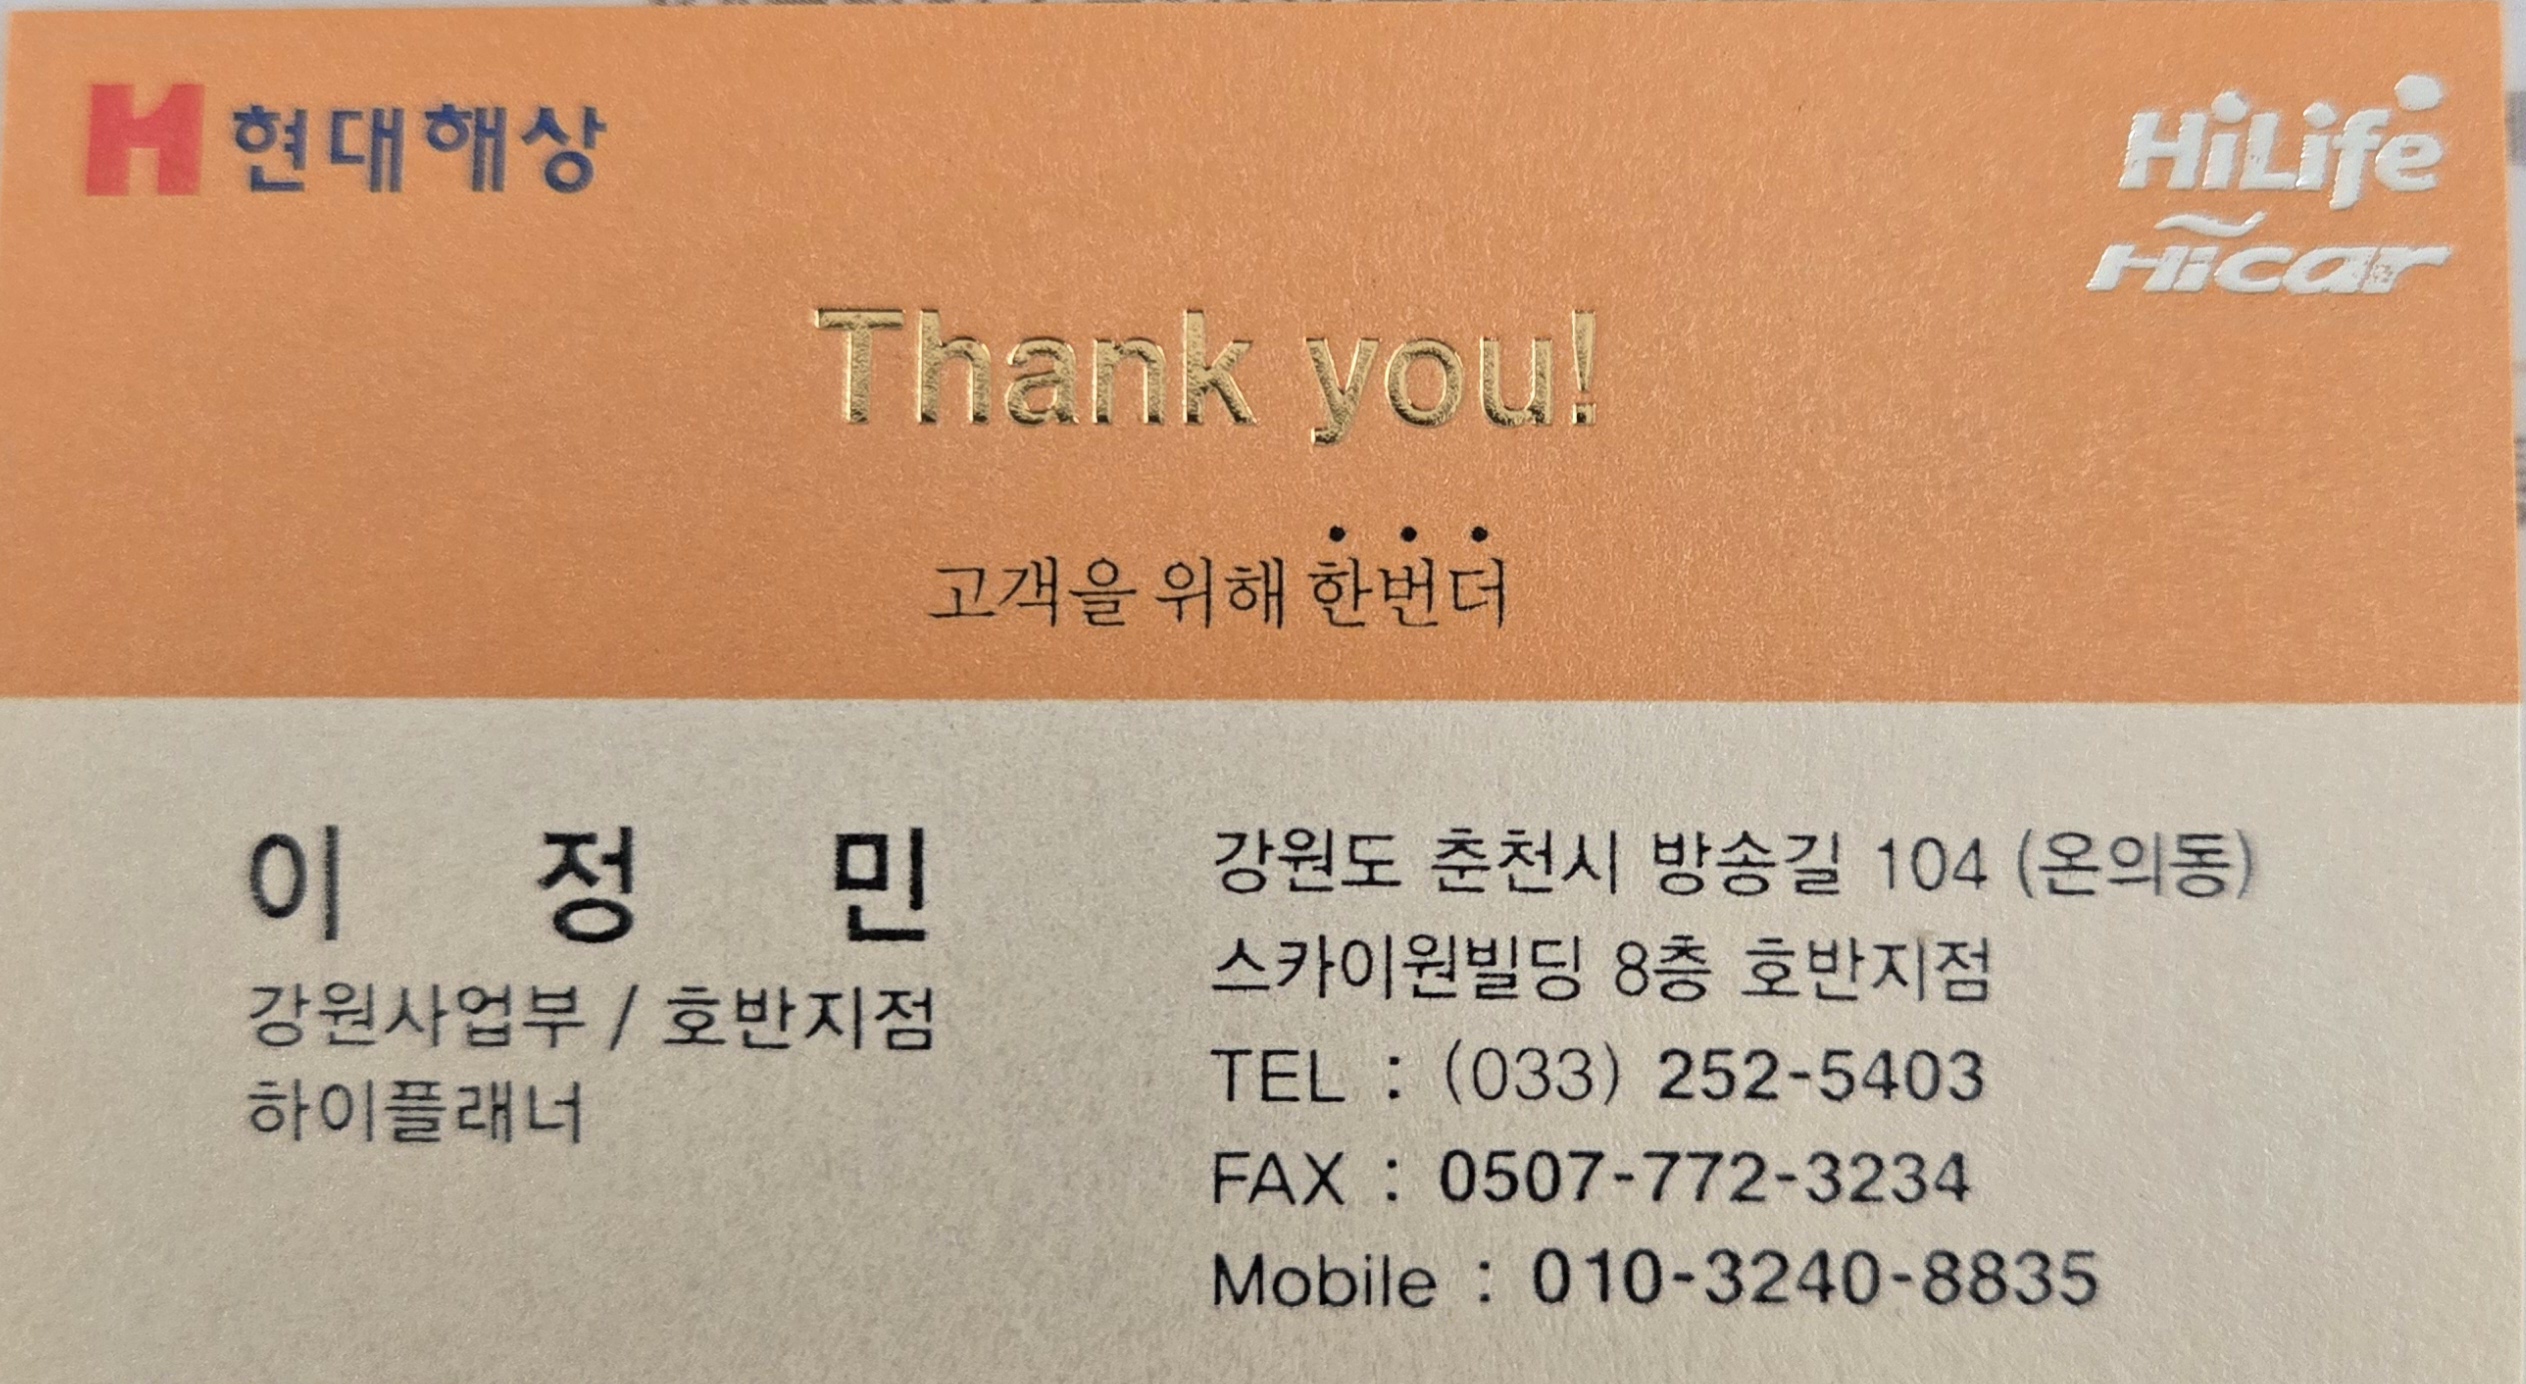 현대해상
HiLife
Hicar
Thank you!
고객을 위해 한번더
이 정 민
강원사업부 / 호반지점
하이플래너
강원도 춘천시 방송길 104 (온의동)
스카이원빌딩 8층 호반지점
TEL : (033) 252-5403
FAX : 0507-772-3234
Mobile : 010-3240-8835